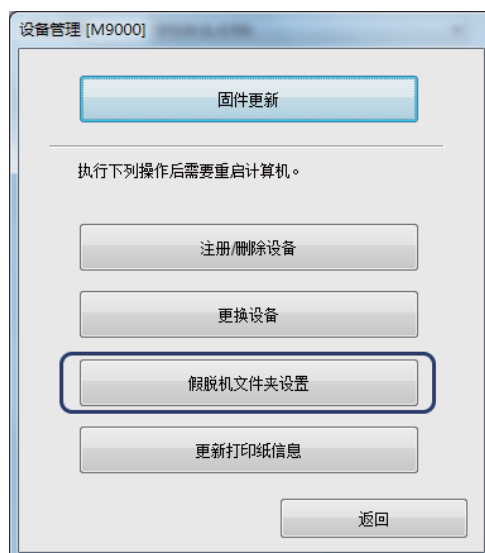 设备管理 [M9000]
固件更新
执行下列操作后需要重启计算机。
注册/删除设备
更换设备
假脱机文件夹设置
更新打印纸信息
返回